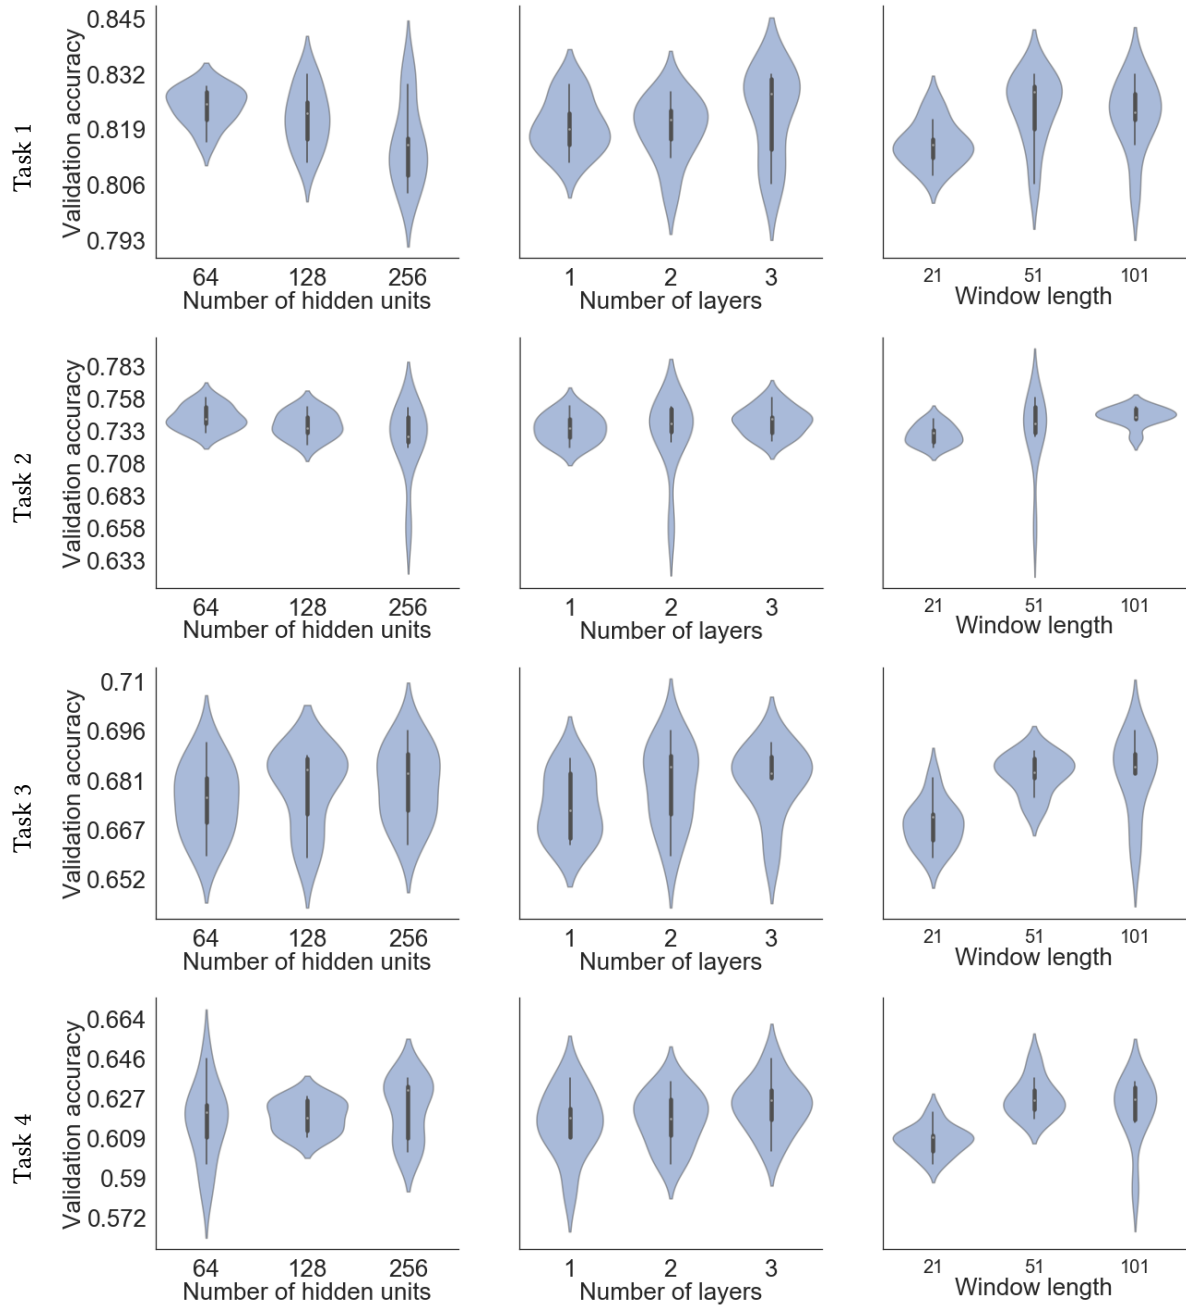 Task 1
Validation accuracy
0.845
0.832
0.819
0.806
0.793
64 128 256
Number of hidden units
1 2 3
Number of layers
21 51 101
Window length
Task 2
Validation accuracy
0.783
0.758
0.733
0.708
0.683
0.658
0.633
64 128 256
Number of hidden units
1 2 3
Number of layers
21 51 101
Window length
Task 3
Validation accuracy
0.71
0.696
0.681
0.667
0.652
64 128 256
Number of hidden units
1 2 3
Number of layers
21 51 101
Window length
Task 4
Validation accuracy
0.664
0.646
0.627
0.609
0.59
0.572
64 128 256
Number of hidden units
1 2 3
Number of layers
21 51 101
Window length